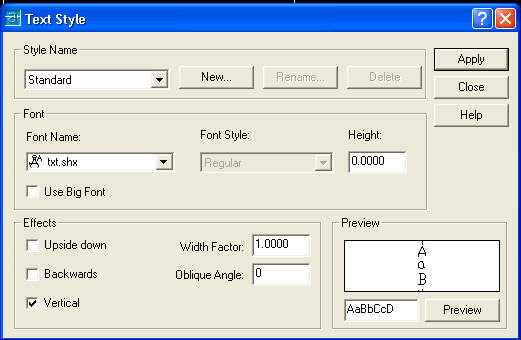 Text Style
Style Name
Standard
New...
Rename...
Delete
Apply
Close
Help
Font
Font Name:
Font Style:
Height:
txt.shx
Regular
0.0000
Use Big Font
Effects
Upside down
Width Factor:
1.0000
Backwards
Oblique Angle:
0
Vertical
Preview
A
a
B
AaBbCcD
Preview